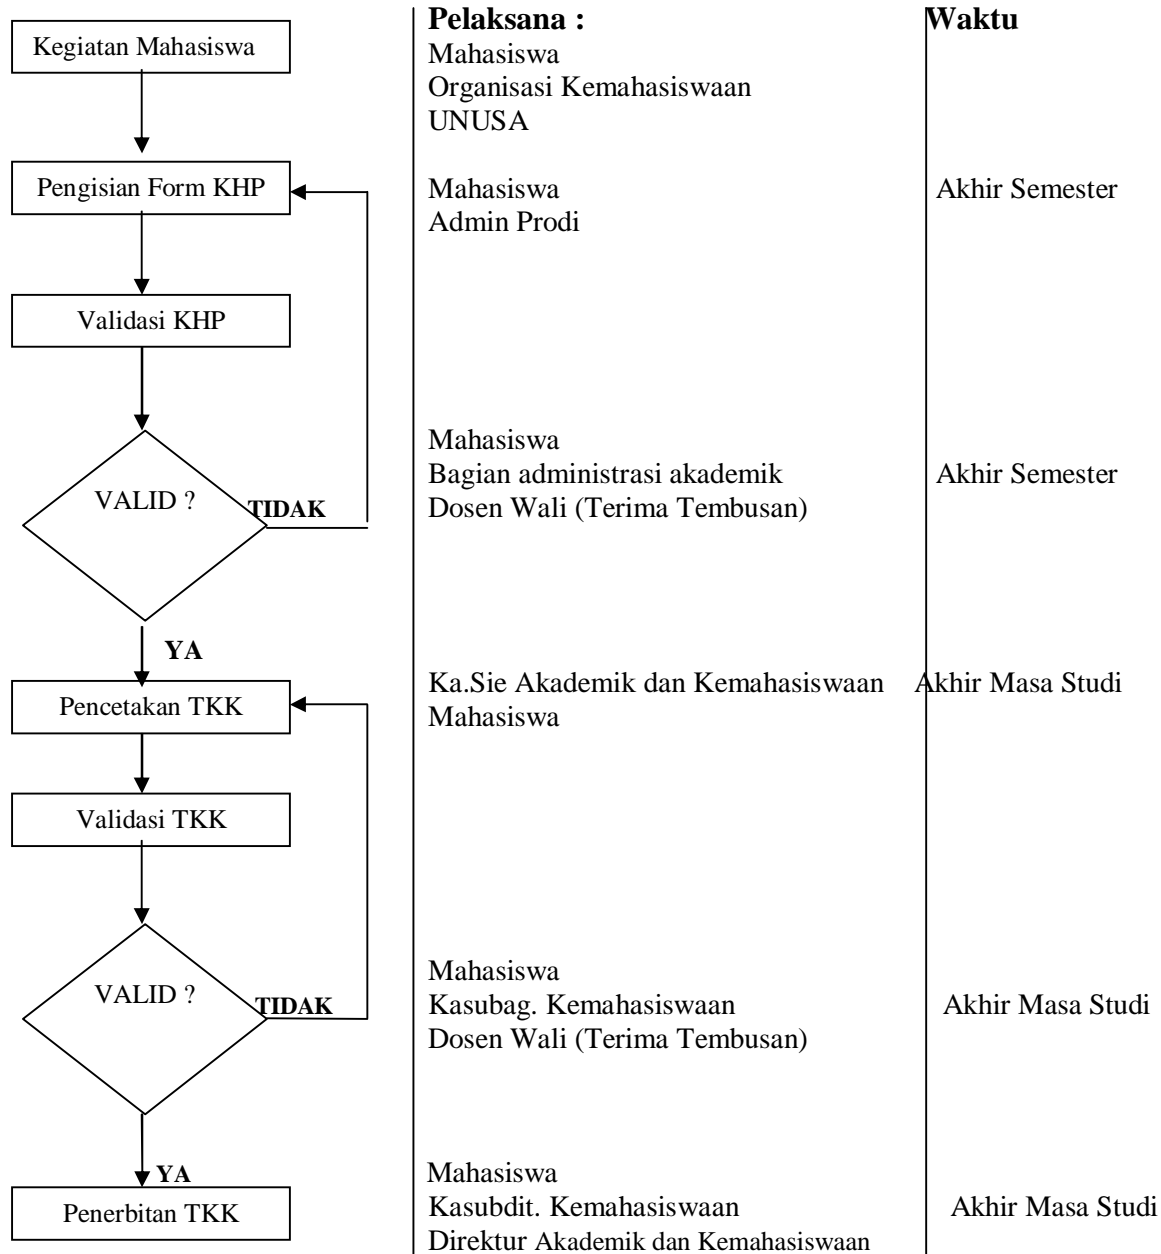 Pelaksana :
Waktu
Kegiatan Mahasiswa
Mahasiswa
Organisasi Kemahasiswaan
UNUSA
Pengisian Form KHP
Mahasiswa
Admin Prodi
Akhir Semester
Validasi KHP
VALID ?
TIDAK
Mahasiswa
Bagian administrasi akademik
Dosen Wali (Terima Tembusan)
Akhir Semester
YA
Pencetakan TKK
Ka.Sie Akademik dan Kemahasiswaan
Mahasiswa
Akhir Masa Studi
Validasi TKK
VALID ?
TIDAK
Mahasiswa
Kasubag. Kemahasiswaan
Dosen Wali (Terima Tembusan)
Akhir Masa Studi
YA
Penerbitan TKK
Mahasiswa
Kasubdit. Kemahasiswaan
Direktur Akademik dan Kemahasiswaan
Akhir Masa Studi